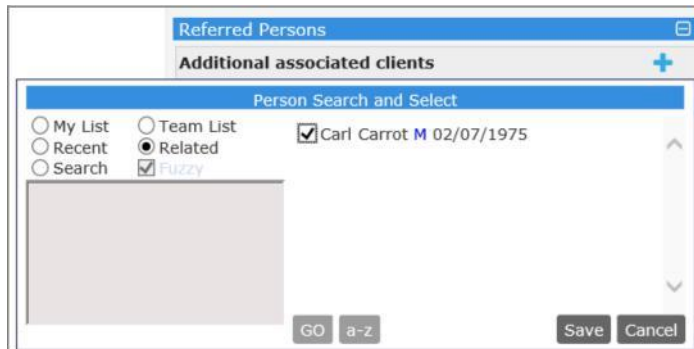 Referred Persons
Additional associated clients
Person Search and Select
My List Team List
Recent Related
Search Fuzzy
Carl Carrot M 02/07/1975
GO a-z Save Cancel